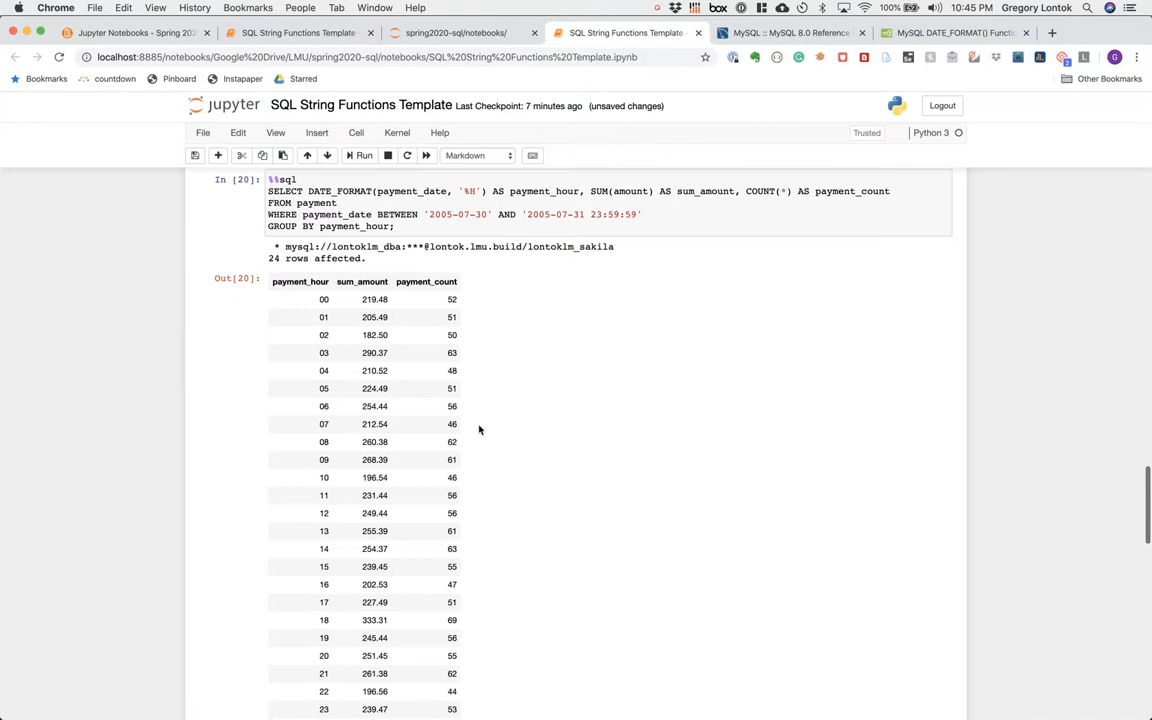 Chrome File Edit View History Bookmarks People Tab Window Help box 100% 10:45 PM Gregory Lontok
Jupyter Notebooks - Spring 202 SQL String Functions Template - spring2020-sql/notebooks/ SQL String Functions Template - MySQL :: MySQL 8.0 Reference MySQL DATE_FORMAT() Functi
localhost:8885/notebooks/Google%20Drive/LMU/spring2020-sql/notebooks/SQL%20String%20Functions%20Template.ipynb
Bookmarks countdown Pinboard Instapaper Starred Other Bookmarks
jupyter SQL String Functions Template Last Checkpoint: 7 minutes ago (unsaved changes) Logout
File Edit View Insert Cell Kernel Help Trusted Python 3
Run Markdown
In [20]: %%sql
SELECT DATE_FORMAT(payment_date, '%H') AS payment_hour, SUM(amount) AS sum_amount, COUNT(*) AS payment_count
FROM payment
WHERE payment_date BETWEEN '2005-07-30' AND '2005-07-31 23:59:59'
GROUP BY payment_hour;
* mysql://lontoklm_dba:***@lontok.lmu.build/lontoklm_sakila
24 rows affected.
Out[20]: payment_hour sum_amount payment_count
00 219.48 52
01 205.49 51
02 182.50 50
03 290.37 63
04 210.52 48
05 224.49 51
06 254.44 56
07 212.54 46
08 260.38 62
09 268.39 61
10 196.54 46
11 231.44 56
12 249.44 56
13 255.39 61
14 254.37 63
15 239.45 55
16 202.53 47
17 227.49 51
18 333.31 69
19 245.44 56
20 251.45 55
21 261.38 62
22 196.56 44
23 239.47 53